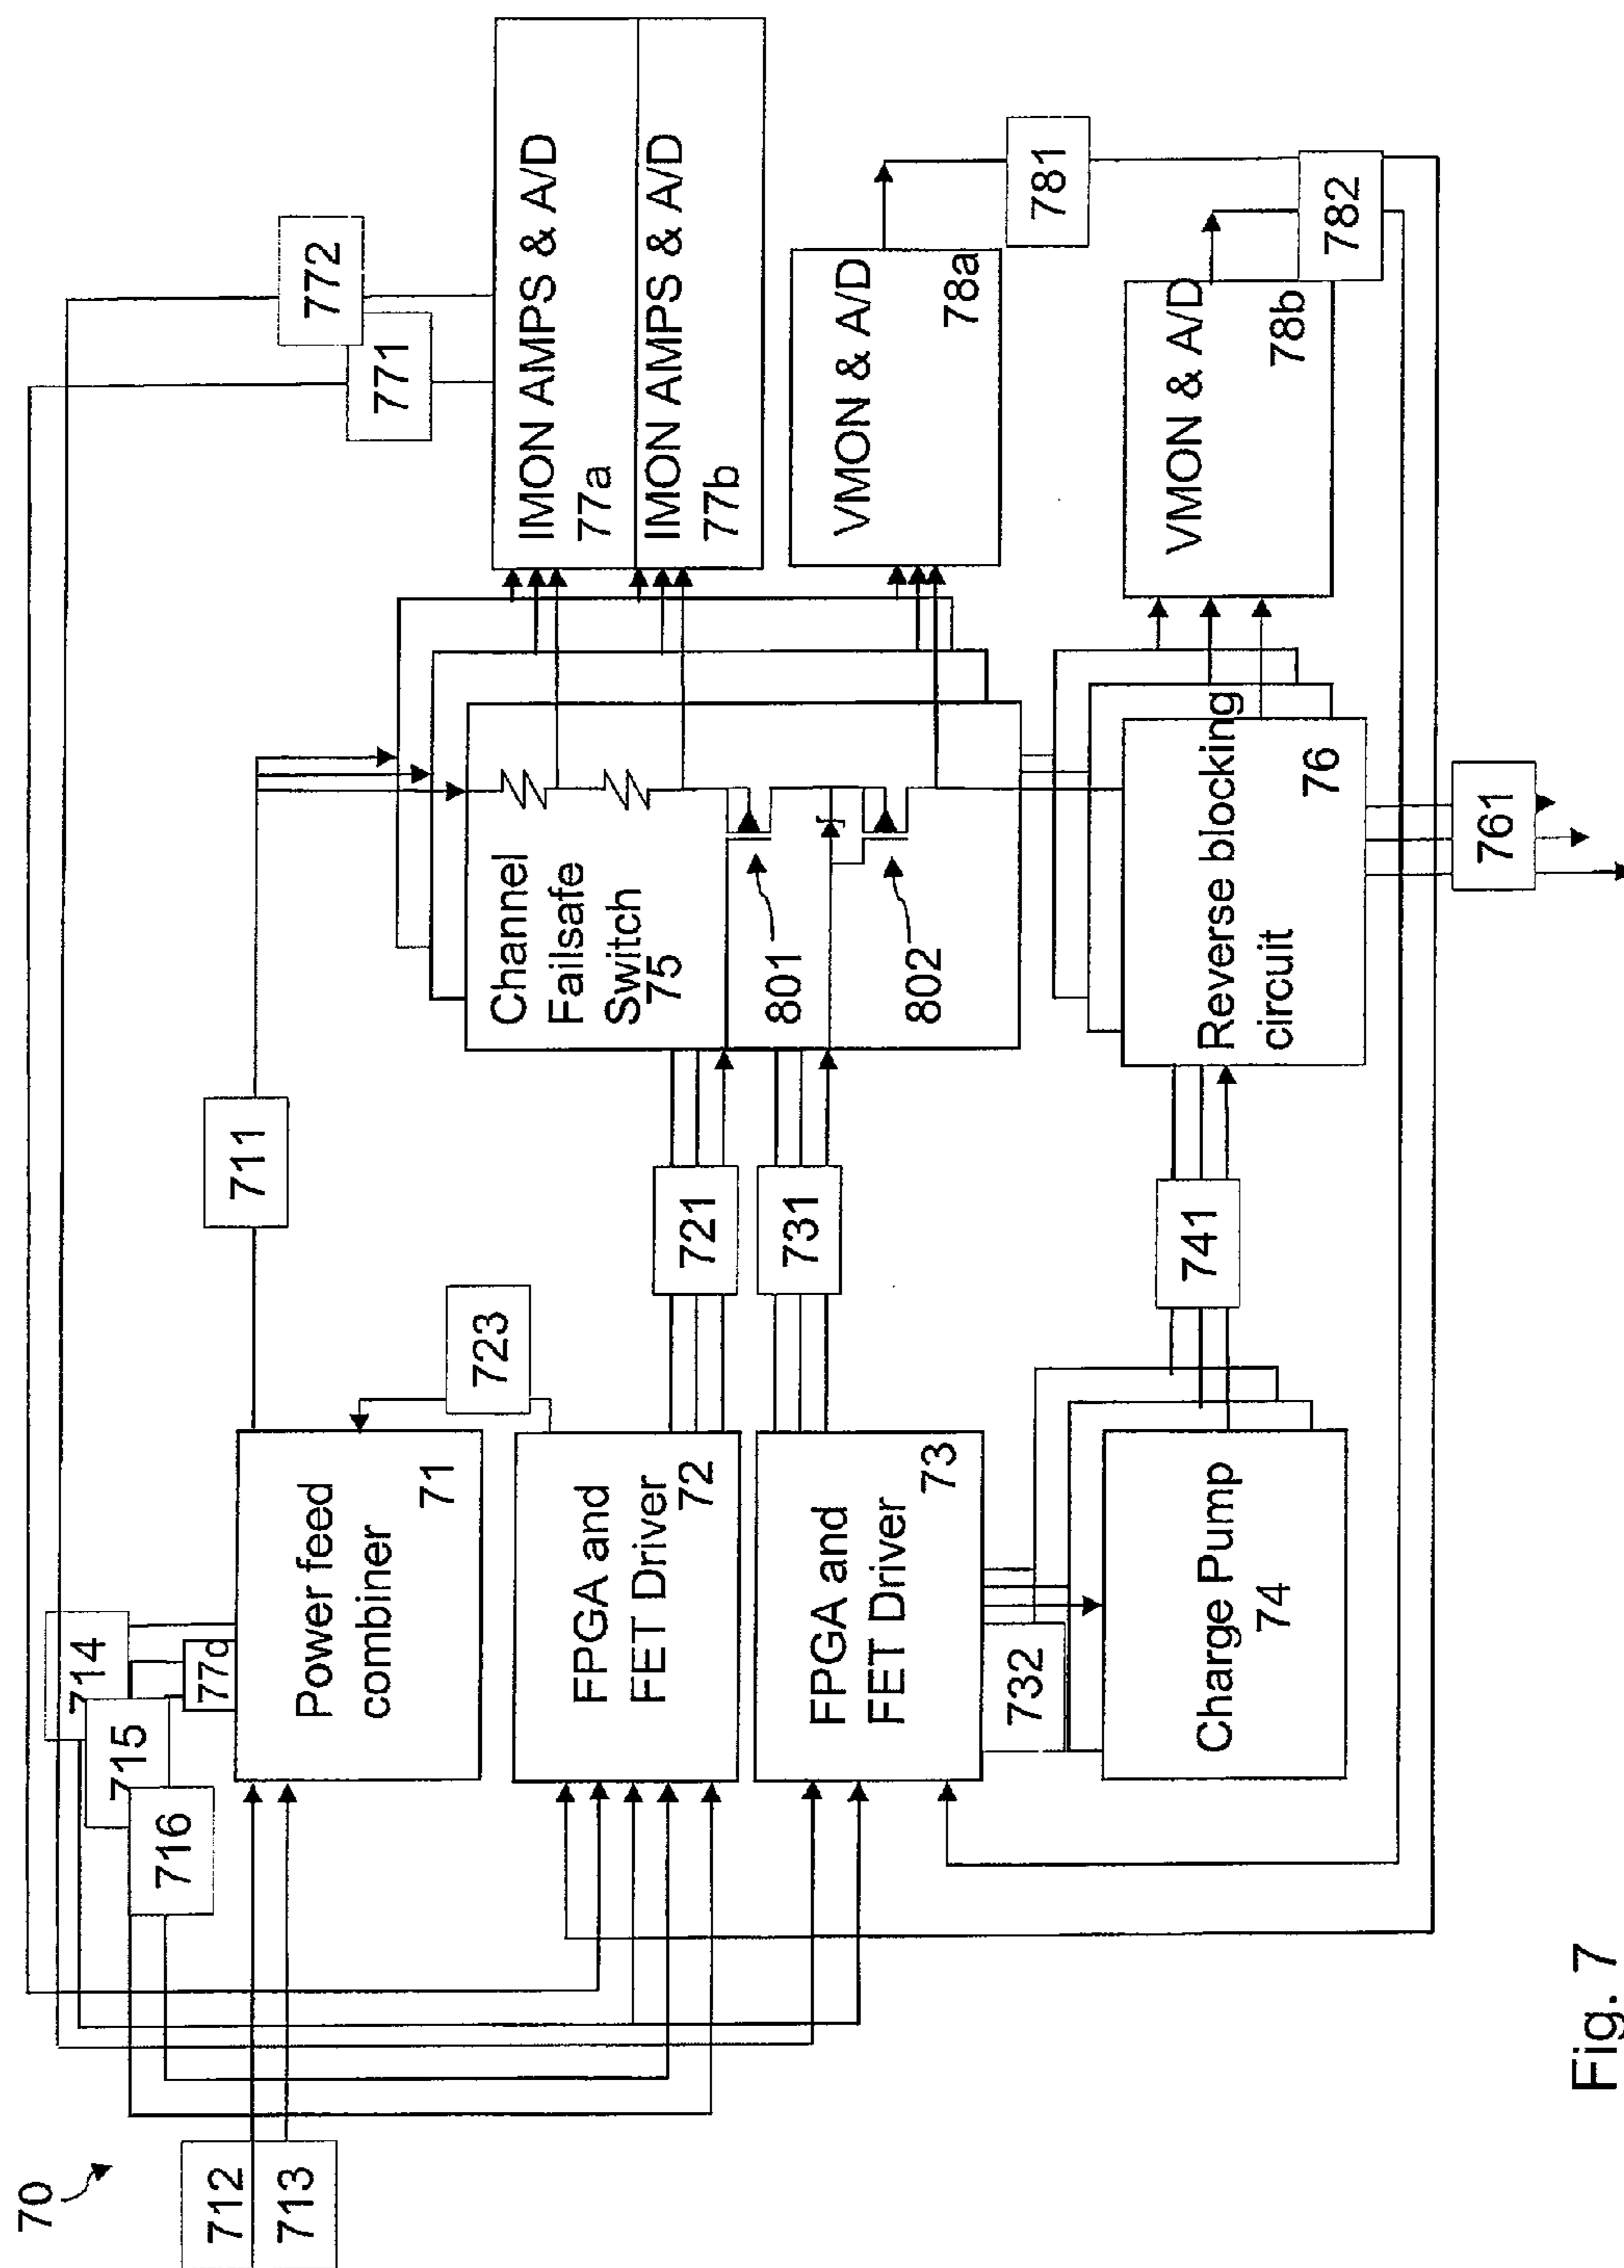 70
712
713
714
715
716
77d
Power feed
combiner
71
711
723
FPGA and
FET Driver
72
721
FPGA and
FET Driver
73
731
732
Charge Pump
74
741
Channel
Failsafe
Switch
75
801
802
Reverse blocking
circuit
76
761
771
772
IMON AMPS & A/D
77a
IMON AMPS & A/D
77b
VMON & A/D
78a
781
VMON & A/D
78b
782
Fig. 7